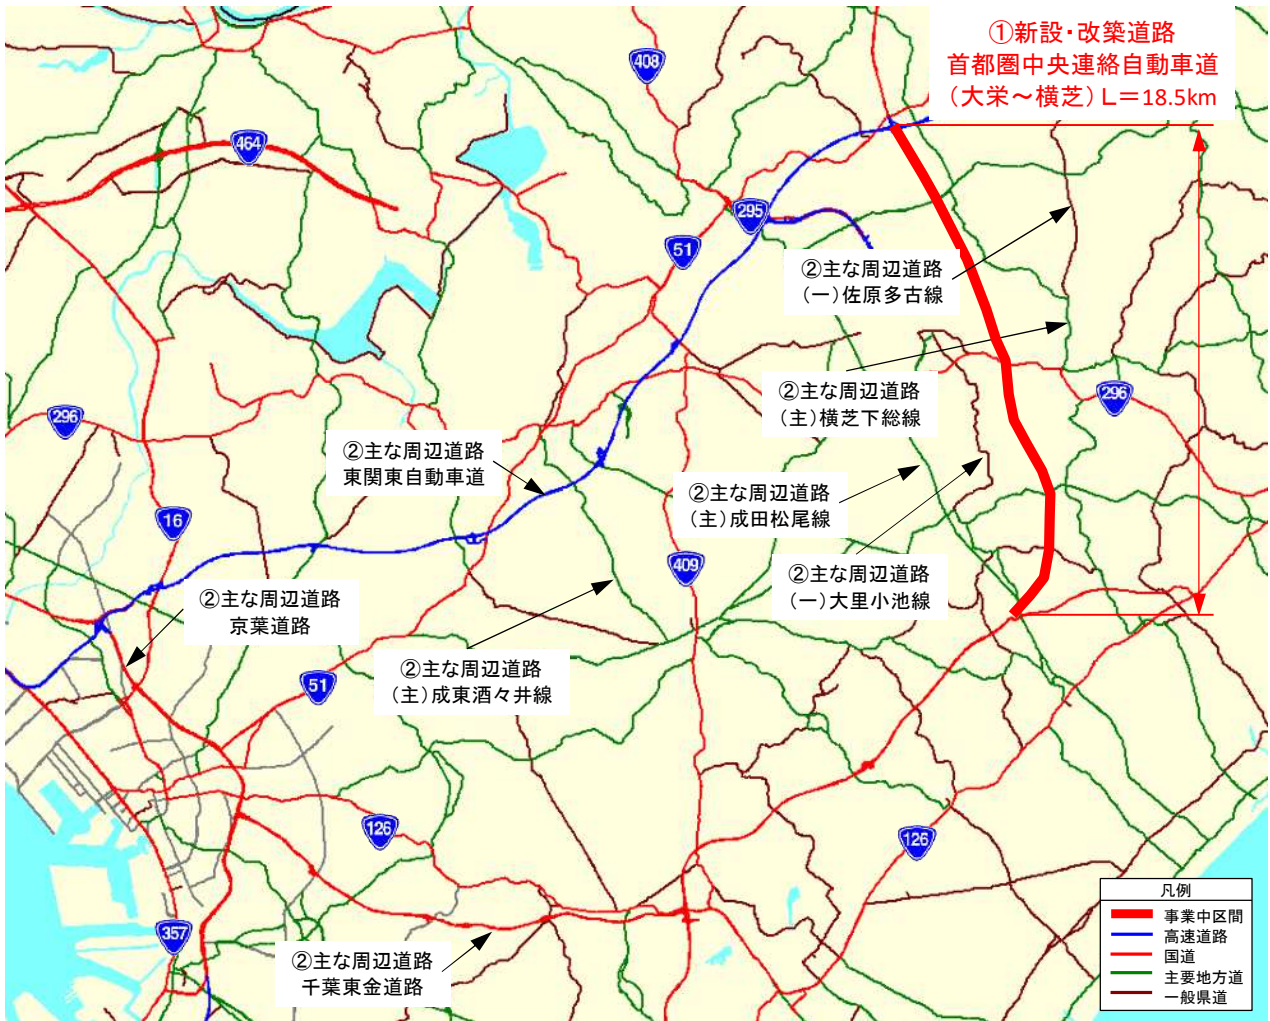 ①新設・改築道路
首都圏中央連絡自動車道
(大栄～横芝)L＝18.5km
408
464
295
51
②主な周辺道路
(一)佐原多古線
②主な周辺道路
(主)横芝下総線
296
296
②主な周辺道路
東関東自動車道
②主な周辺道路
(主)成田松尾線
16
409
②主な周辺道路
(一)大里小池線
②主な周辺道路
京葉道路
②主な周辺道路
(主)成東酒々井線
51
126
126
357
②主な周辺道路
千葉東金道路
凡例
事業中区間
高速道路
国道
主要地方道
一般県道